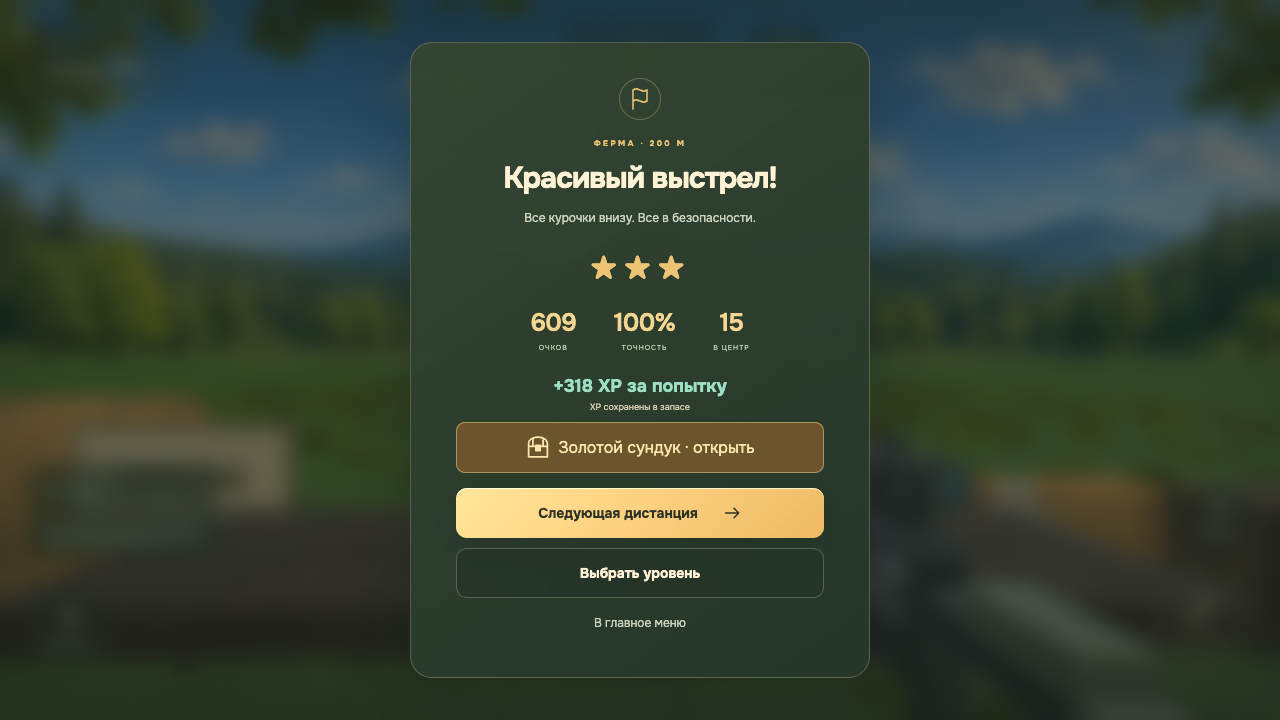 ФЕРМА · 200 М
Красивый выстрел!
Все курочки внизу. Все в безопасности.
609
100%
15
ОЧКОВ
ТОЧНОСТЬ
В ЦЕНТР
+318 XP за попытку
XP сохранены в запасе
Золотой сундук · открыть
Следующая дистанция →
Выбрать уровень
В главное меню